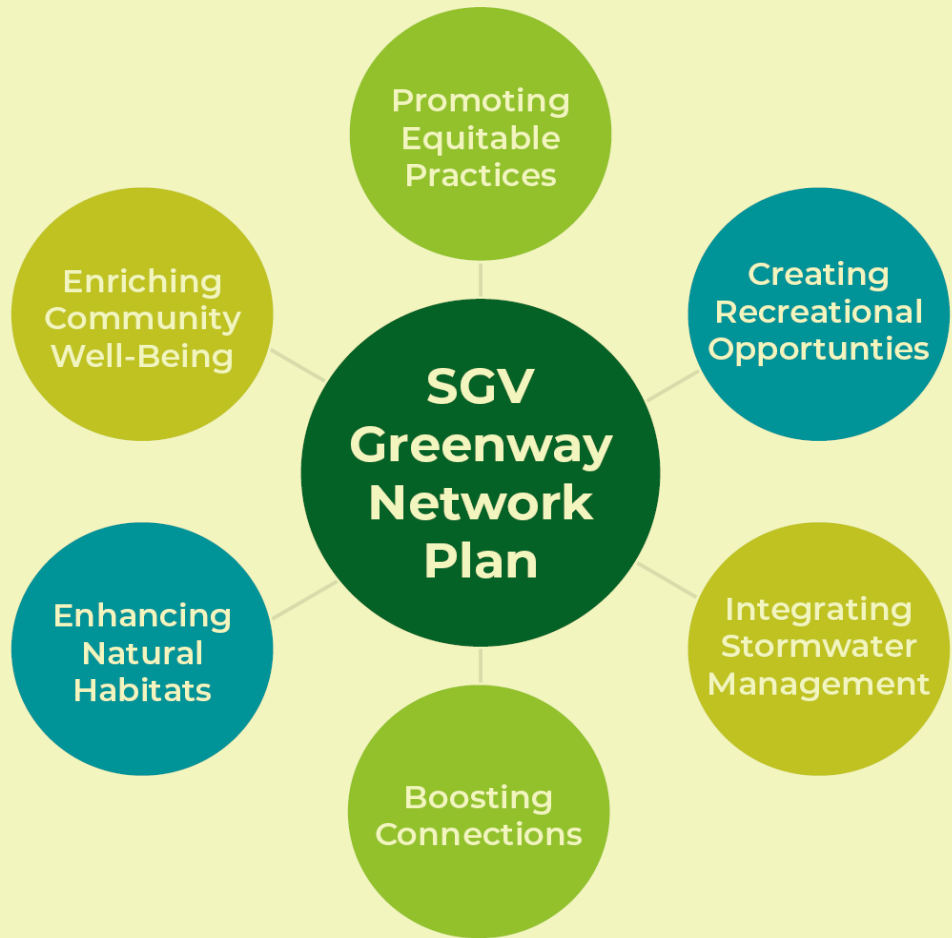 Promoting
Equitable
Practices
Enriching
Community
Well-Being
Creating
Recreational
Opportunties
SGV
Greenway
Network
Plan
Enhancing
Natural
Habitats
Integrating
Stormwater
Management
Boosting
Connections